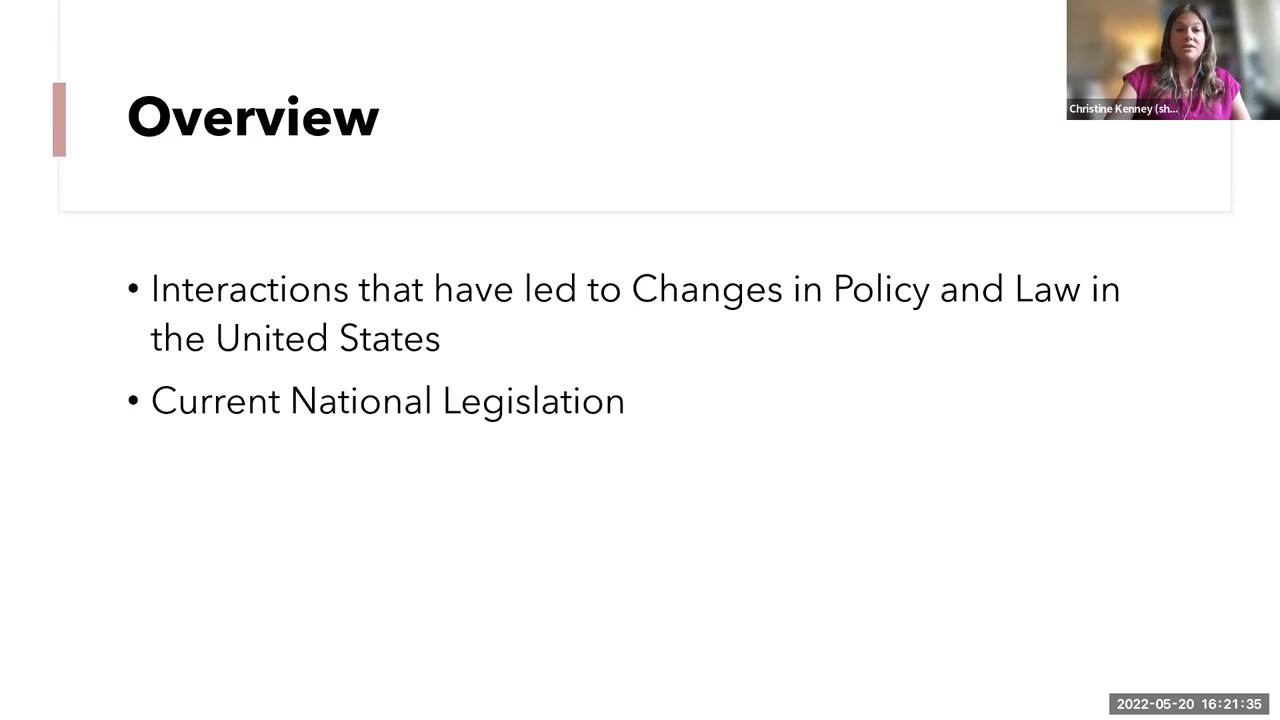 Overview
Christine Kenney (sh...
• Interactions that have led to Changes in Policy and Law in
the United States
• Current National Legislation
2022-05-20 16:21:35